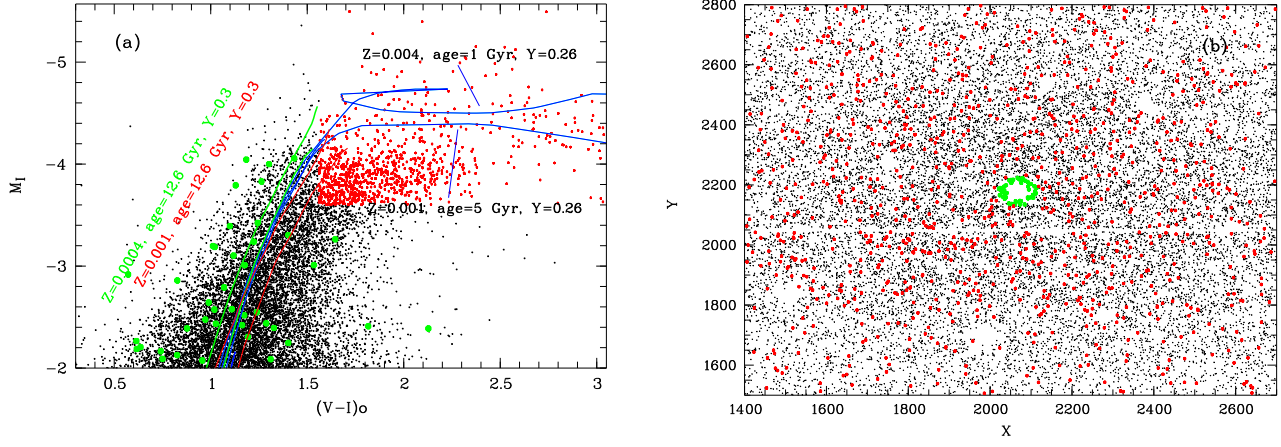 (a)
Z=0.004, age=1 Gyr, Y=0.26
Z=0.0004, age=12.6 Gyr, Y=0.3
Z=0.001, age=12.6 Gyr, Y=0.3
Z=0.001, age=5 Gyr, Y=0.26
-5
-4
-3
-2
M_I
0.5 1 1.5 2 2.5 3
(V-I)o
(b)
2800
2600
2400
2200
2000
1800
1600
Y
1400 1600 1800 2000 2200 2400 2600
X